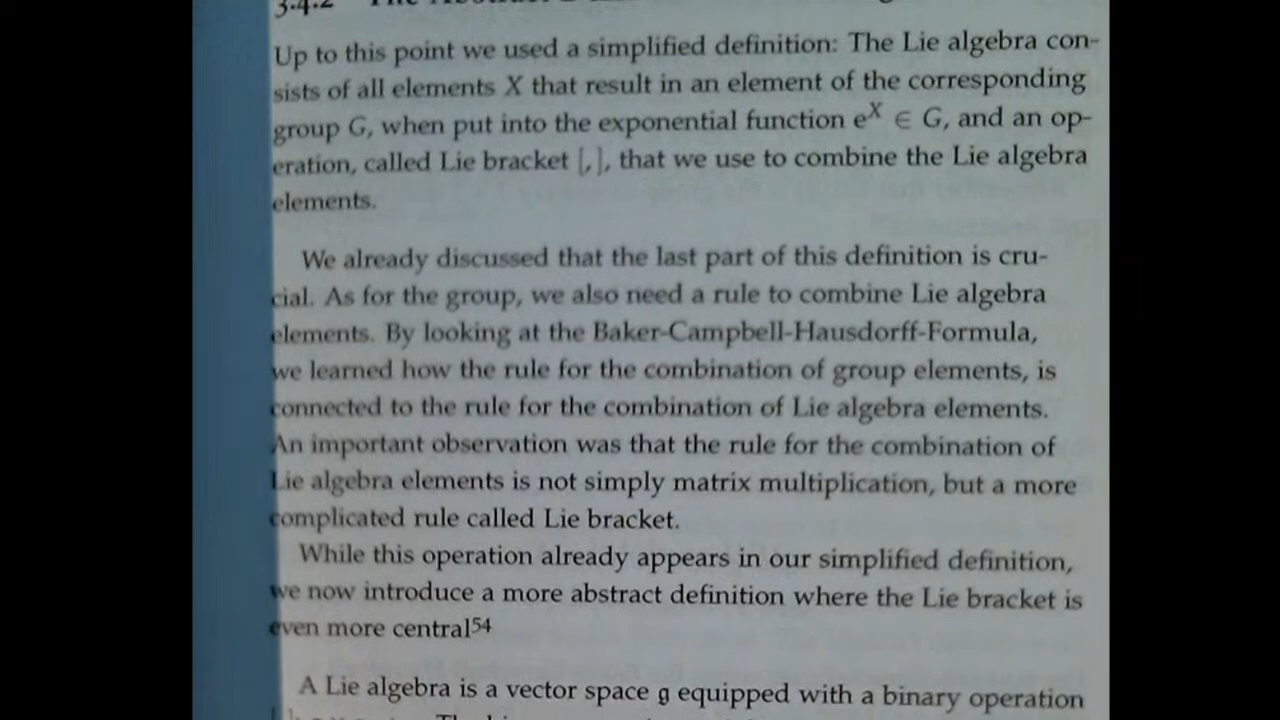 3.4.2 The Abstract
Up to this point we used a simplified definition: The Lie algebra con-
sists of all elements X that result in an element of the corresponding
group G, when put into the exponential function eˣ ∈ G, and an op-
eration, called Lie bracket [, ], that we use to combine the Lie algebra
elements.
We already discussed that the last part of this definition is cru-
cial. As for the group, we also need a rule to combine Lie algebra
elements. By looking at the Baker-Campbell-Hausdorff-Formula,
we learned how the rule for the combination of group elements, is
connected to the rule for the combination of Lie algebra elements.
An important observation was that the rule for the combination of
Lie algebra elements is not simply matrix multiplication, but a more
complicated rule called Lie bracket.
While this operation already appears in our simplified definition,
we now introduce a more abstract definition where the Lie bracket is
even more central⁵⁴
A Lie algebra is a vector space 𝔤 equipped with a binary operation